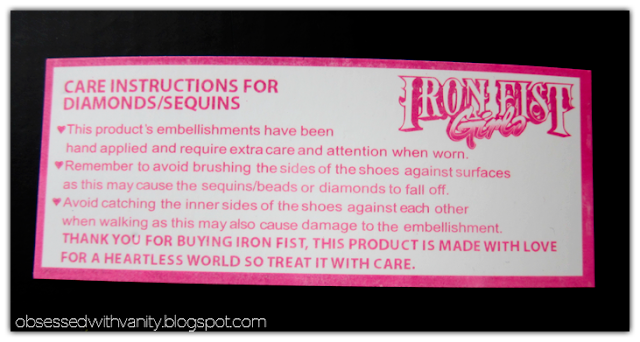 CARE INSTRUCTIONS FOR
DIAMONDS/SEQUINS
IRON FIST
Girls
♥This product's embellishments have been
hand applied and require extra care and attention when worn.
♥Remember to avoid brushing the sides of the shoes against surfaces
as this may cause the sequins/beads or diamonds to fall off.
♥Avoid catching the inner sides of the shoes against each other
when walking as this may also cause damage to the embellishment.
THANK YOU FOR BUYING IRON FIST, THIS PRODUCT IS MADE WITH LOVE
FOR A HEARTLESS WORLD SO TREAT IT WITH CARE.
obsessedwithvanity.blogspot.com